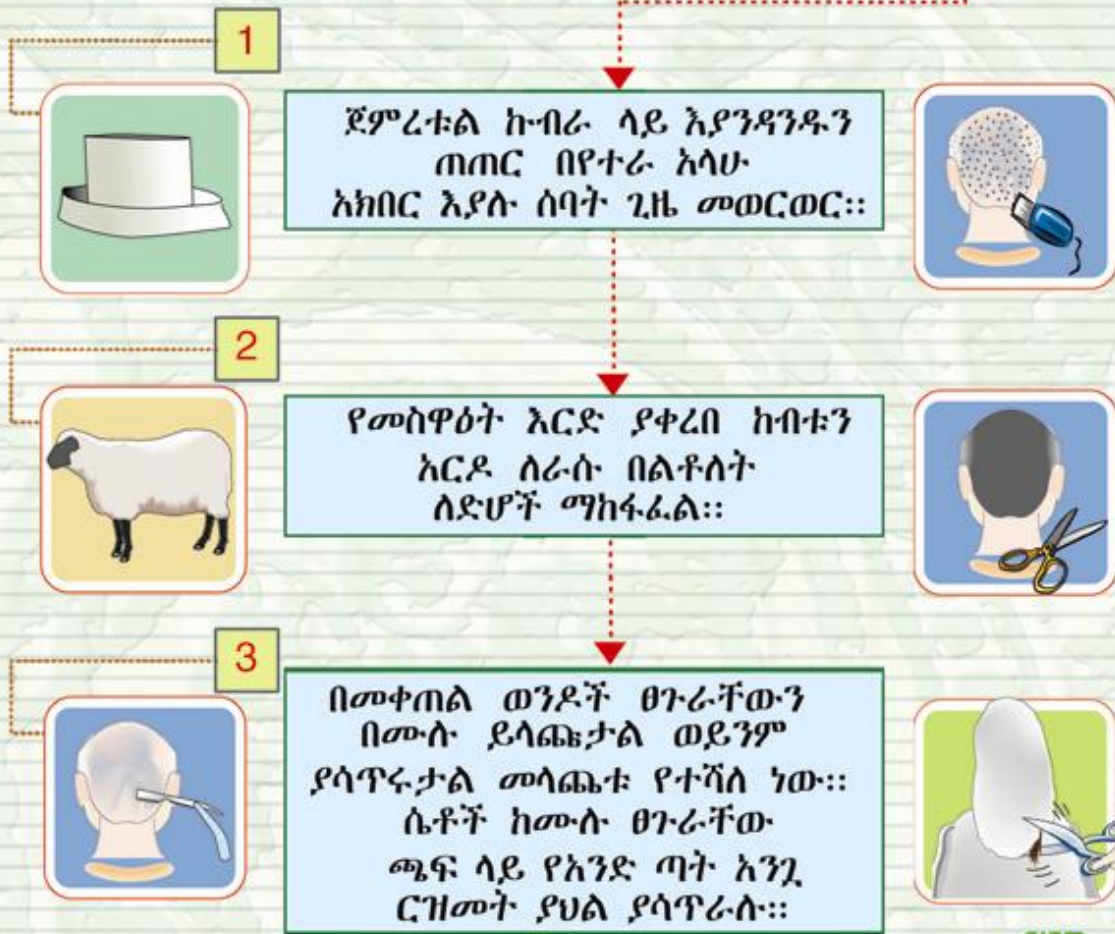 1
ጀምረቱል ኩብራ ላይ እያንዳንዱን
ጠጠር በየተራ አላሁ
አክበር እያሉ ሰባት ጊዜ መወርወር።
2
የመስዋዕት እርድ ያቀረበ ከብቱን
አርዶ ለራሱ በልቶለት
ለድሆች ማከፋፈል።
3
በመቀጠል ወንዶች ፀጉራቸውን
በሙሉ ይላጩታል ወይንም
ያሳጥሩታል መላጨቱ የተሻለ ነው።
ሴቶች ከሙሉ ፀጉራቸው
ጫፍ ላይ የአንድ ጣት አንጓ
ርዝመት ያህል ያሳጥራሉ።